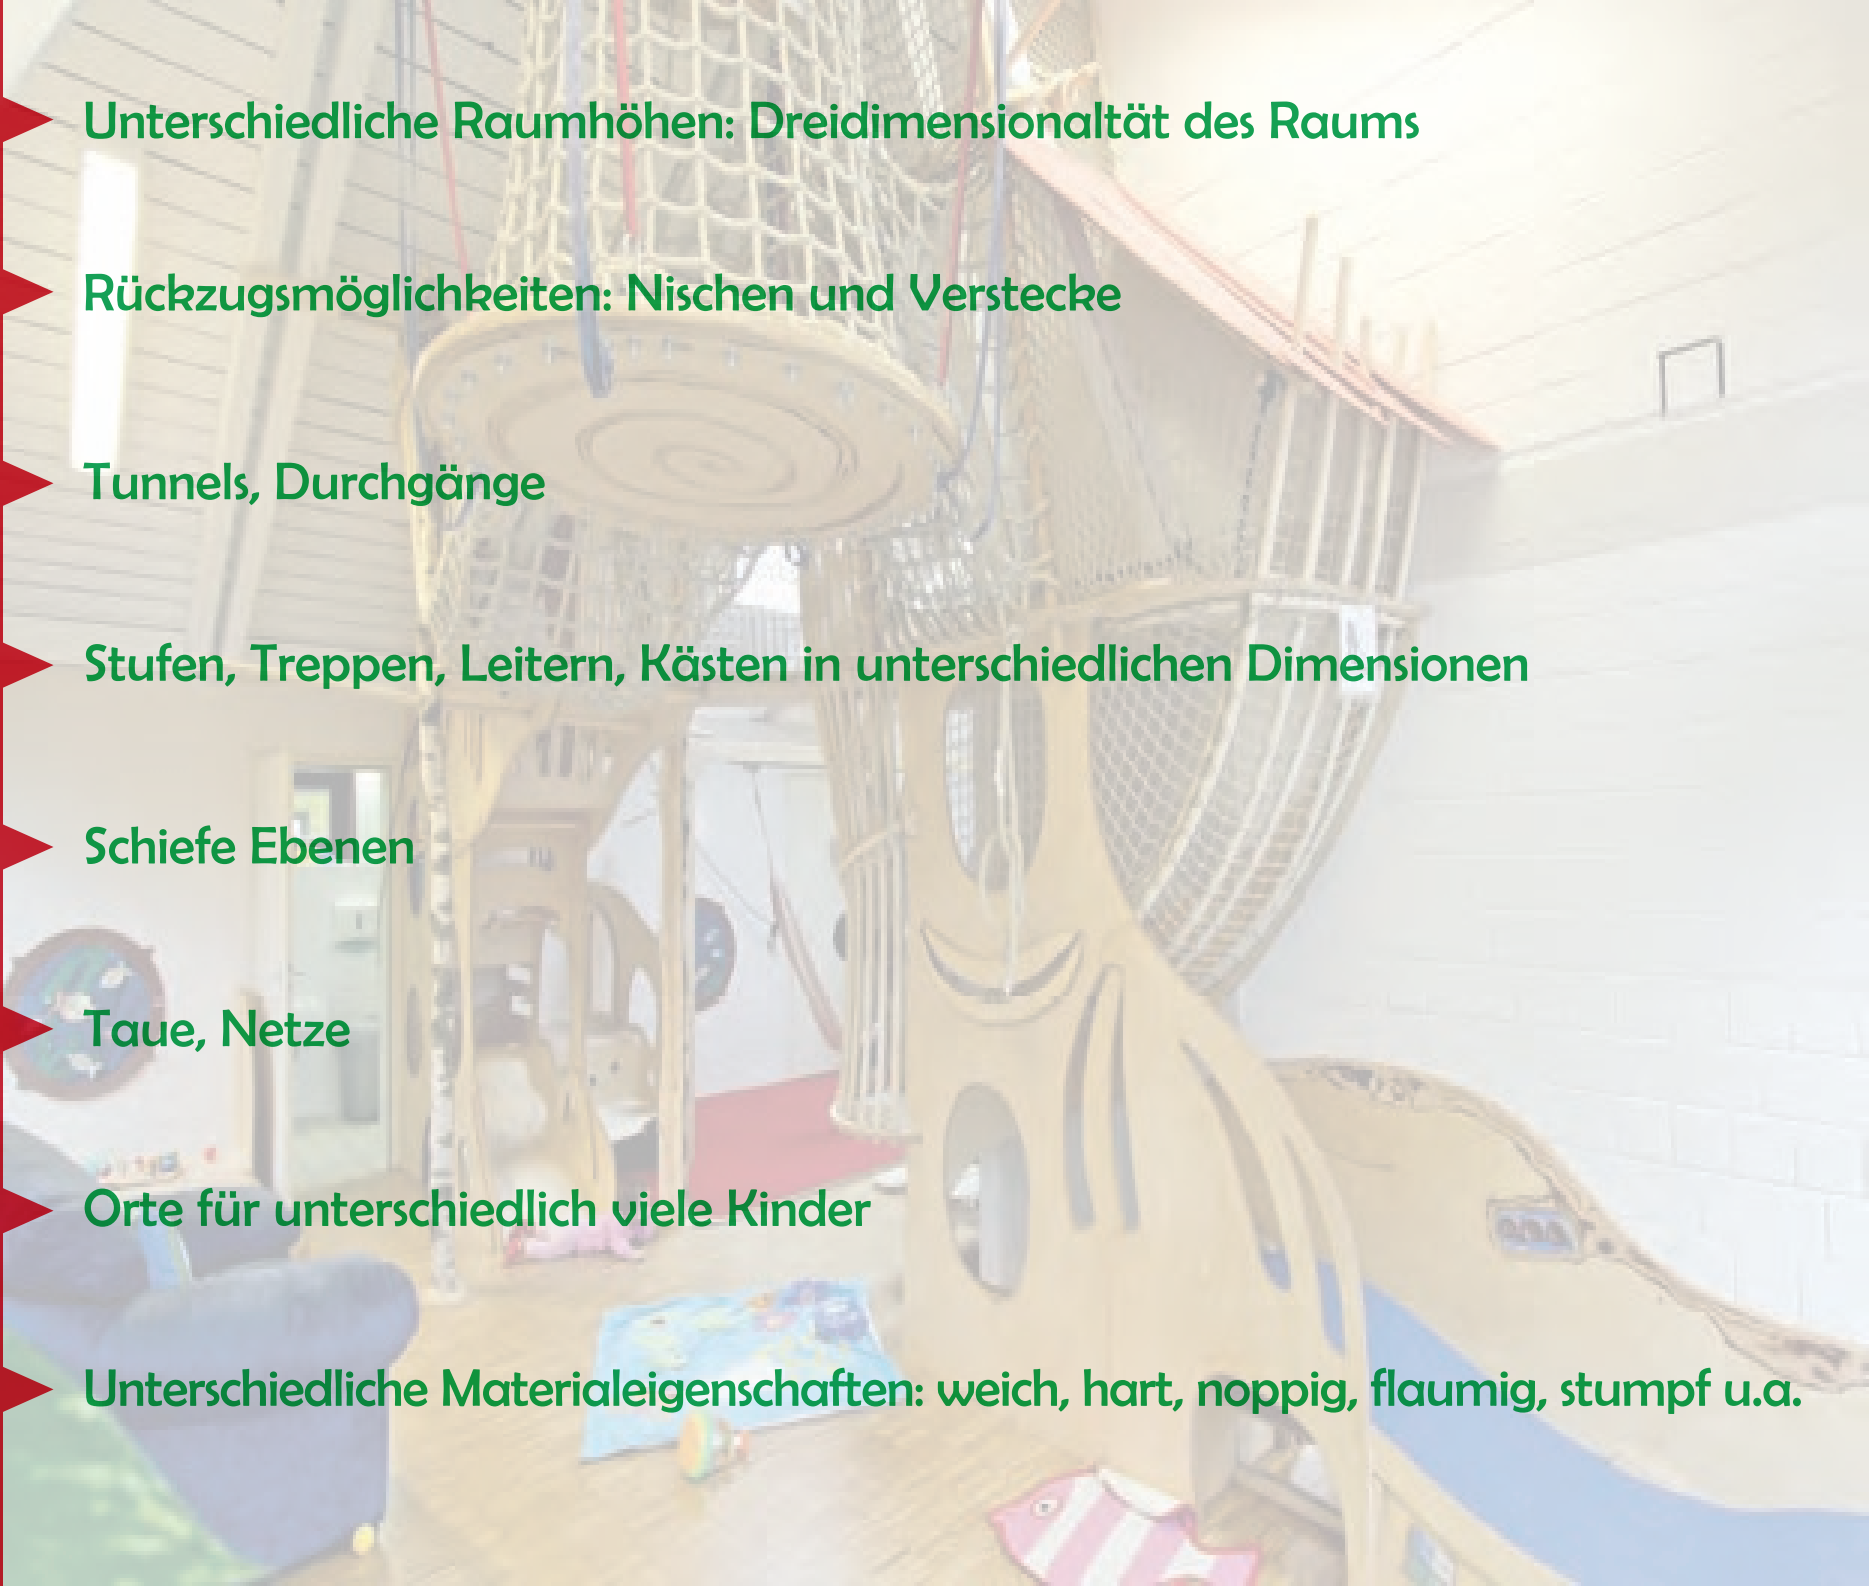 Unterschiedliche Raumhöhen: Dreidimensionaltät des Raums
Rückzugsmöglichkeiten: Nischen und Verstecke
Tunnels, Durchgänge
Stufen, Treppen, Leitern, Kästen in unterschiedlichen Dimensionen
Schiefe Ebenen
Taue, Netze
Orte für unterschiedlich viele Kinder
Unterschiedliche Materialeigenschaften: weich, hart, noppig, flaumig, stumpf u.a.